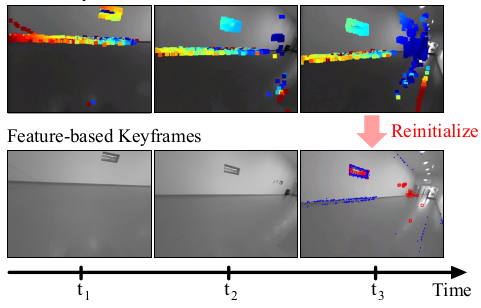 Reinitialize
Feature-based Keyframes
t1
t2
t3
Time